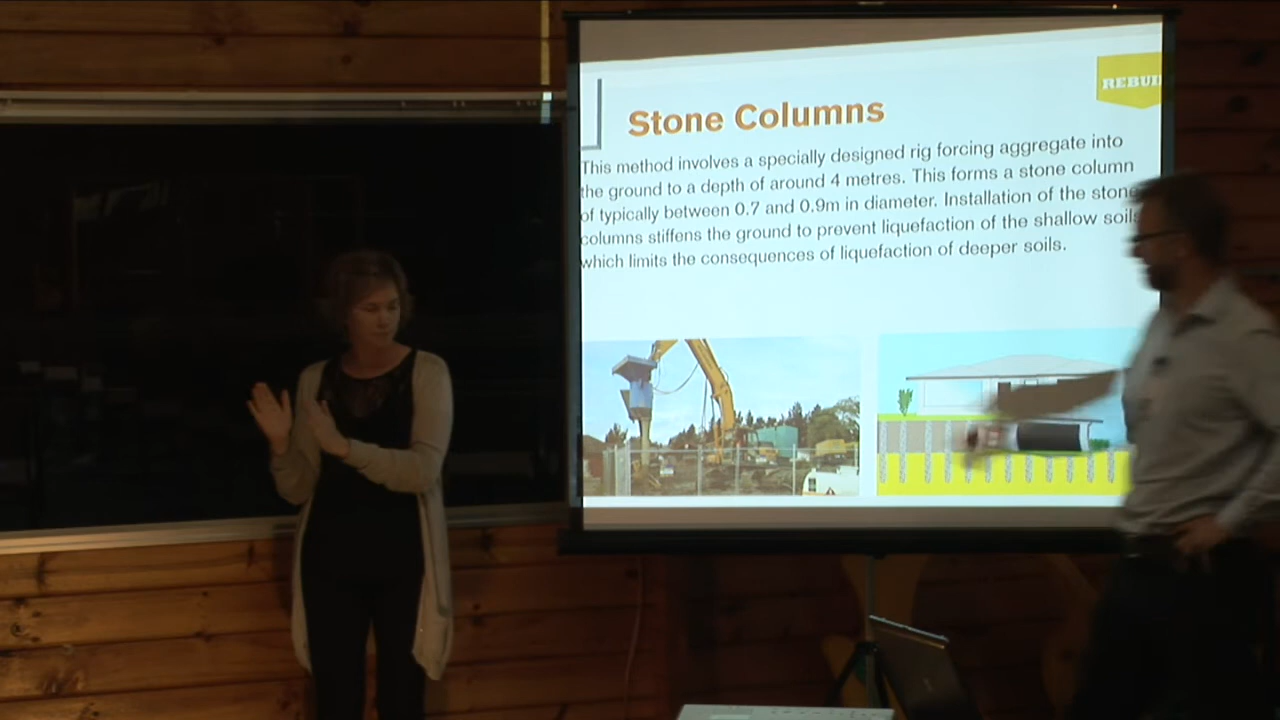 REBUI
Stone Columns
This method involves a specially designed rig forcing aggregate into
the ground to a depth of around 4 metres. This forms a stone column
of typically between 0.7 and 0.9m in diameter. Installation of the stone
columns stiffens the ground to prevent liquefaction of the shallow soils
which limits the consequences of liquefaction of deeper soils.